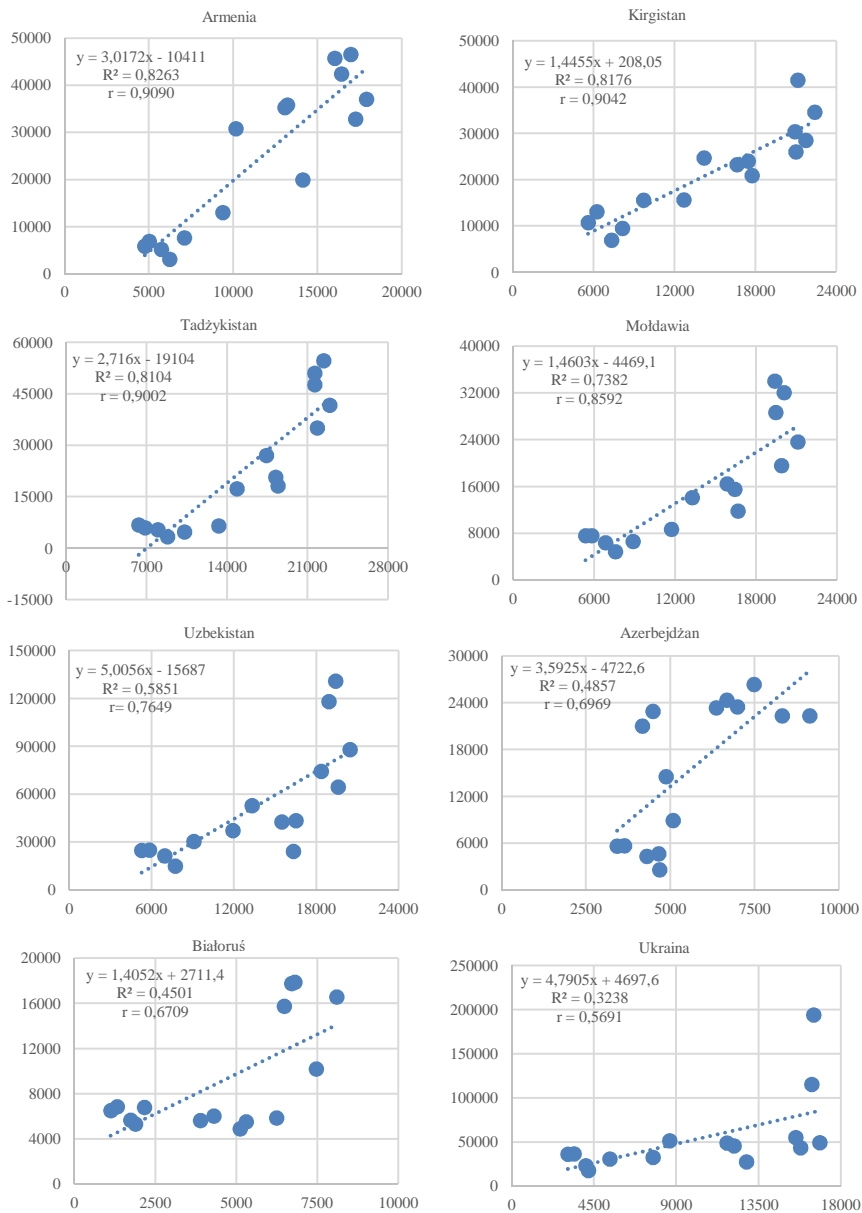 Armenia
y = 3,0172x - 10411
R² = 0,8263
r = 0,9090
50000
40000
30000
20000
10000
0
0 5000 10000 15000 20000
Kirgistan
y = 1,4455x + 208,05
R² = 0,8176
r = 0,9042
50000
40000
30000
20000
10000
0
0 6000 12000 18000 24000
Tadżykistan
y = 2,716x - 19104
R² = 0,8104
r = 0,9002
60000
45000
30000
15000
0
-15000
0 7000 14000 21000 28000
Mołdawia
y = 1,4603x - 4469,1
R² = 0,7382
r = 0,8592
40000
32000
24000
16000
8000
0
0 6000 12000 18000 24000
Uzbekistan
y = 5,0056x - 15687
R² = 0,5851
r= 0,7649
150000
120000
90000
60000
30000
0
0 6000 12000 18000 24000
Azerbejdżan
y = 3,5925x - 4722,6
R² = 0,4857
r = 0,6969
30000
24000
18000
12000
6000
0
0 2500 5000 7500 10000
Białoruś
y = 1,4052x + 2711,4
R² = 0,4501
r = 0,6709
20000
16000
12000
8000
4000
0
0 2500 5000 7500 10000
Ukraina
y = 4,7905x + 4697,6
R² = 0,3238
r = 0,5691
250000
200000
150000
100000
50000
0
0 4500 9000 13500 18000